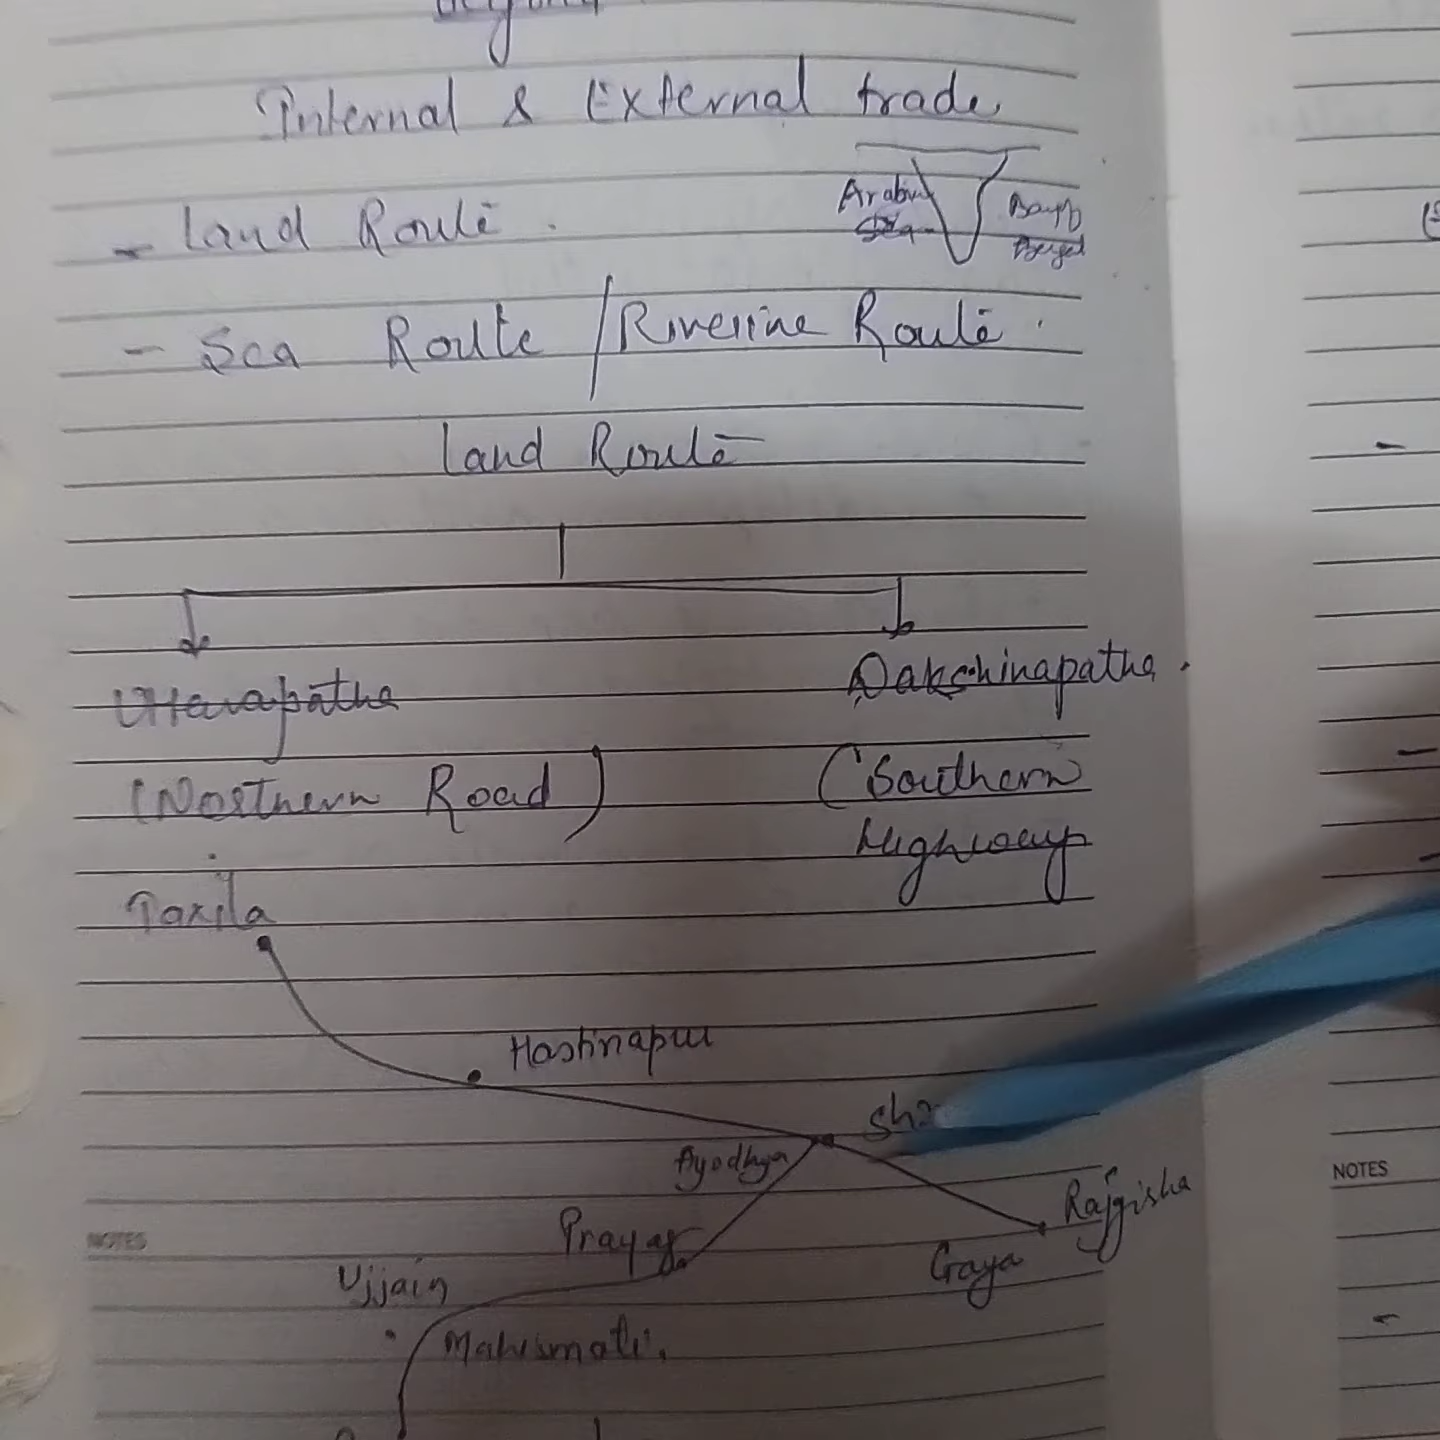 Internal & External trade
- Land Route.
Arabian Sea
Bay of Bengal
- Sea Route / Riverine Route.
Land Route
Uttarapatha
Dakshinapatha.
(Northern Road)
(Southern Highway
Taxila
Hastinapur
Ayodhya
Prayag
Rajgriha
Gaya
Ujjain
Mahismati.
NOTES
NOTES